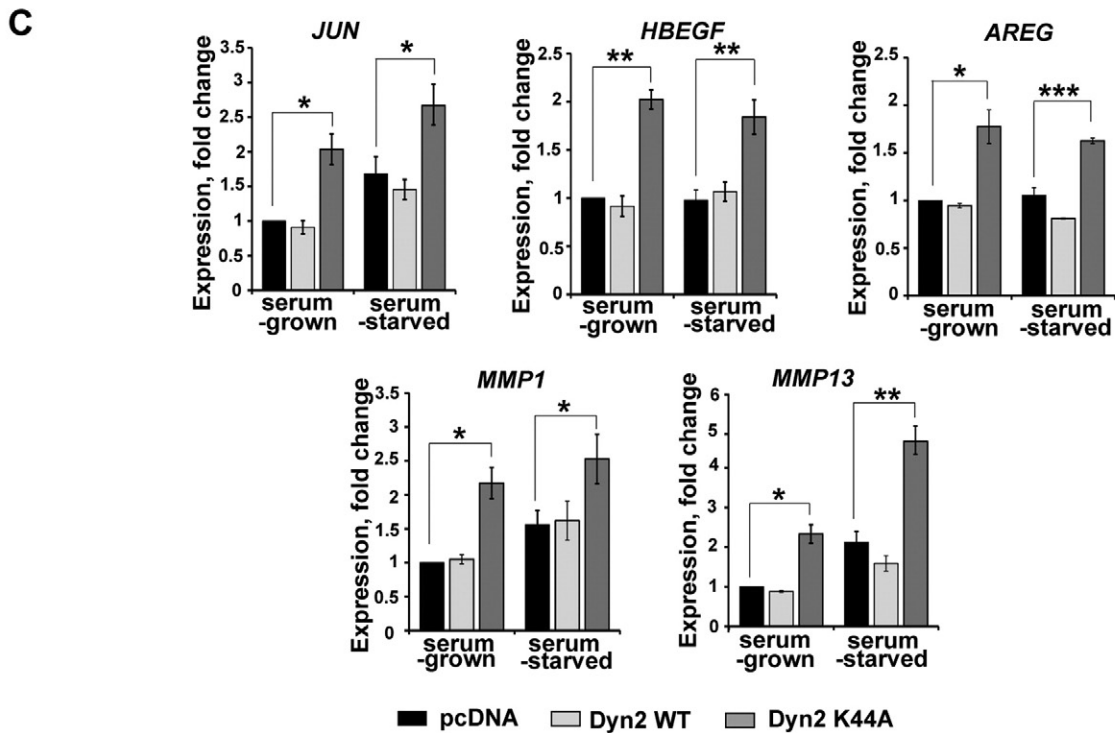 C
JUN
Expression, fold change
3.5
3
2.5
2
1.5
1
0.5
0
*
*
serum
-grown
serum
-starved
HBEGF
2.5
2
1.5
1
0.5
0
**
**
serum
-grown
serum
-starved
AREG
Expression, fold change
2.5
2
1.5
1
0.5
0
*
***
serum
-grown
serum
-starved
MMP1
Expression, fold change
3.5
3
2.5
2
1.5
1
0.5
0
*
*
serum
-grown
serum
-starved
MMP13
Expression, fold change
6
5
4
3
2
1
0
*
**
serum
-grown
serum
-starved
pcDNA
Dyn2 WT
Dyn2 K44A